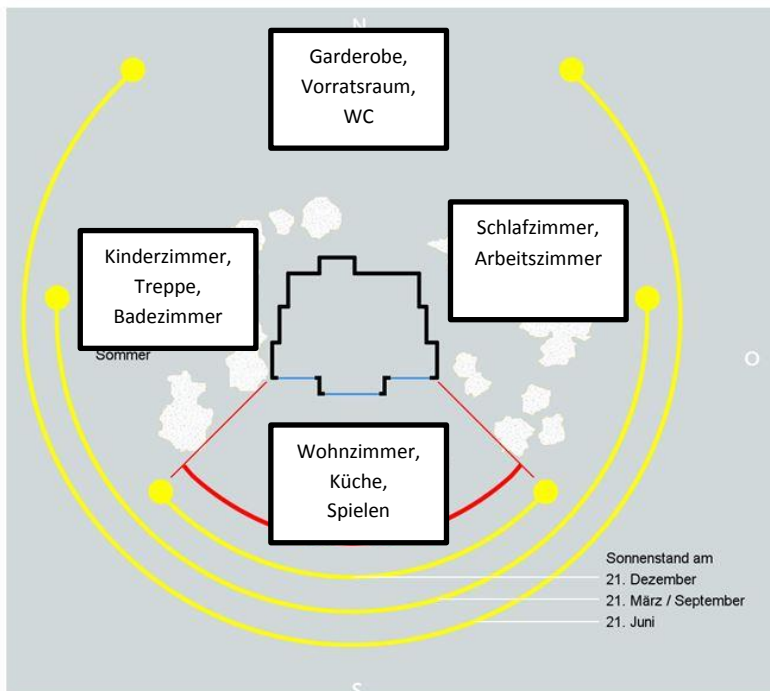 N
Garderobe,
Vorratsraum,
WC
Kinderzimmer,
Treppe,
Badezimmer
Schlafzimmer,
Arbeitszimmer
Sommer
O
Wohnzimmer,
Küche,
Spielen
Sonnenstand am
21. Dezember
21. März / September
21. Juni
S